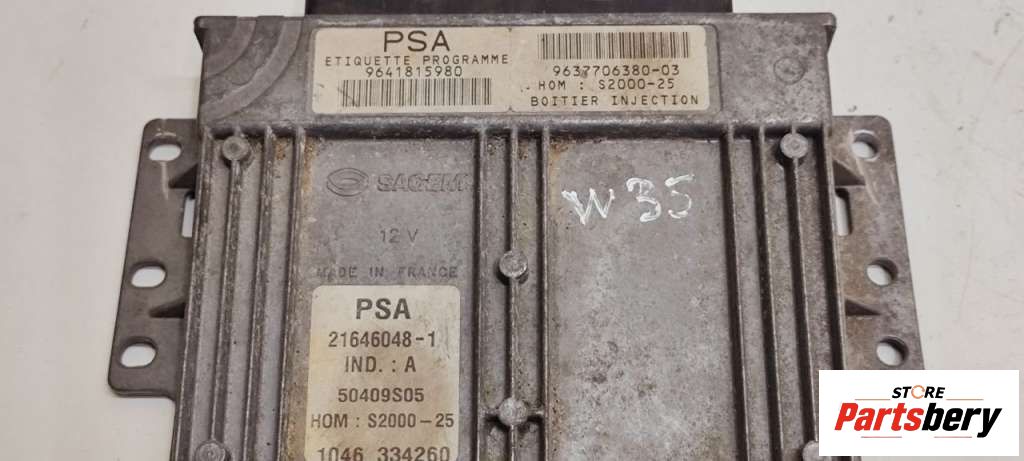 PSA
ETIQUETTE PROGRAMME
9641815980
9637706380-03
HOM : S2000-25
BOITIER INJECTION
SAGEM
12 V
MADE IN FRANCE
W35
PSA
21646048-1
IND. : A
50409S05
HOM : S2000-25
1046 334260
STORE
Partsbery